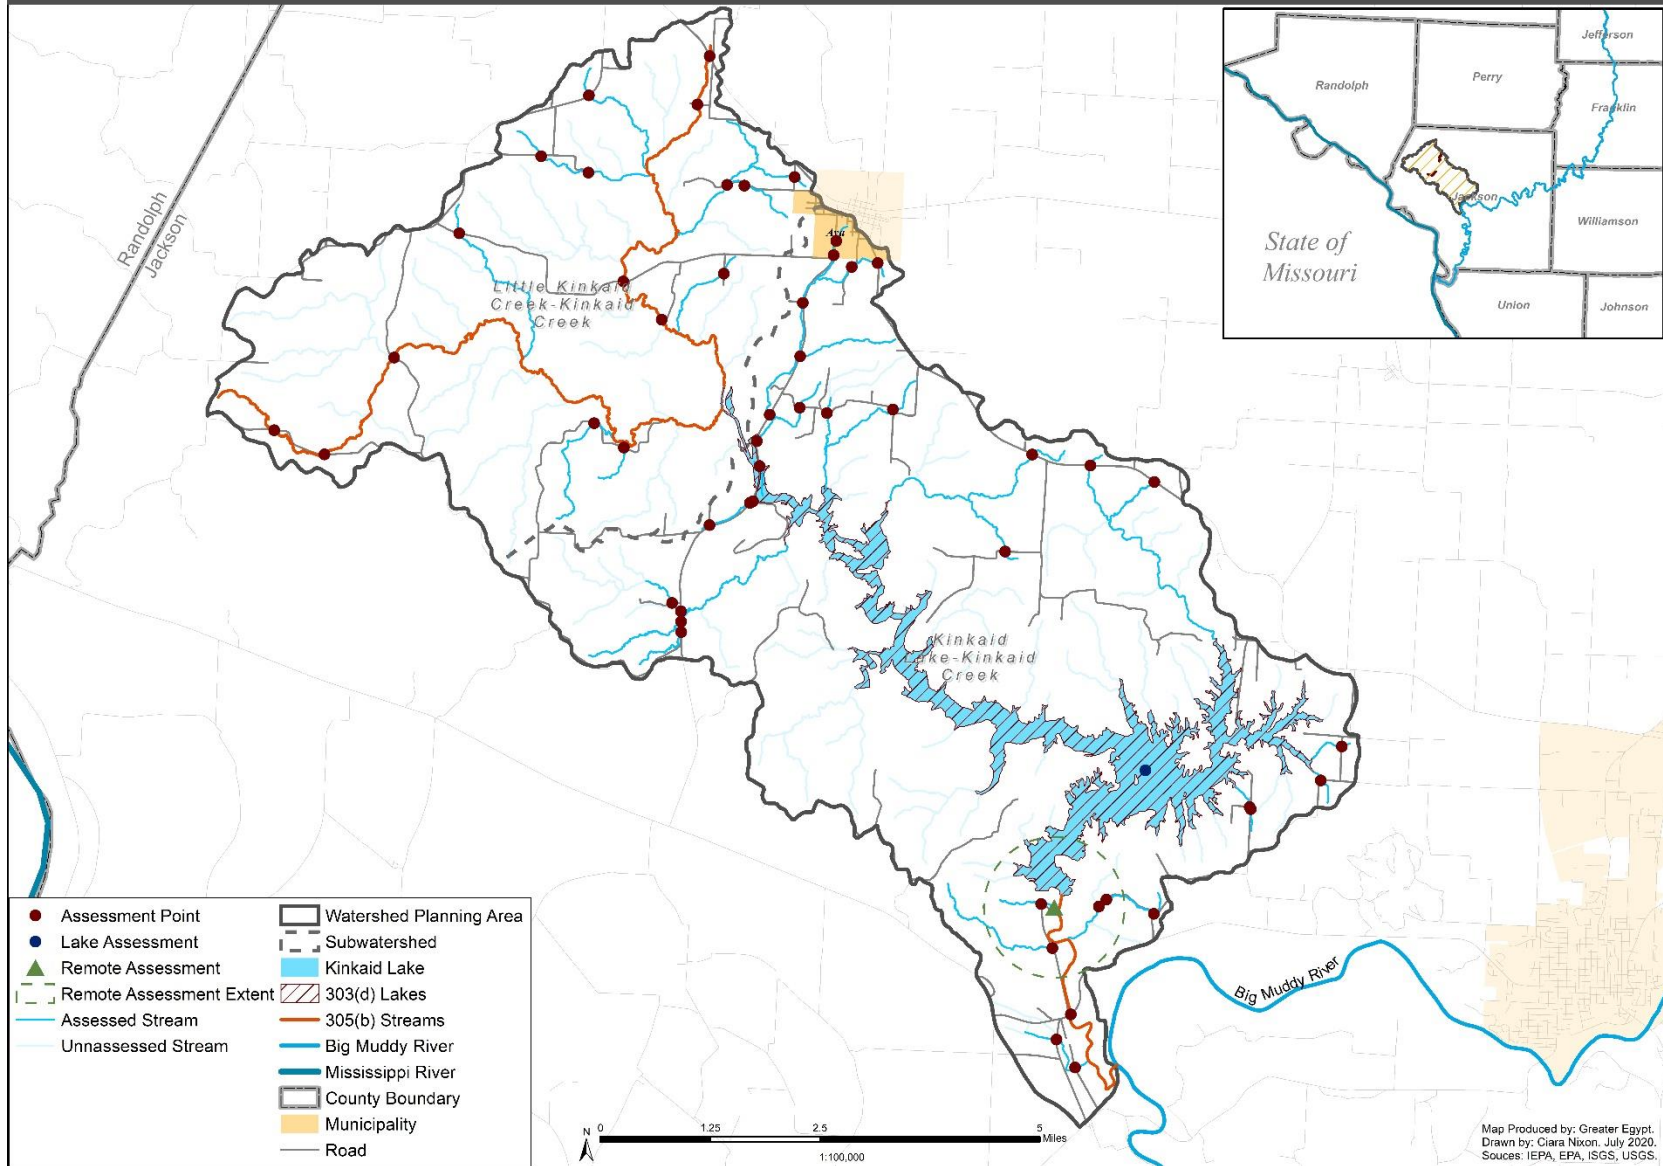 Jefferson
Randolph
Perry
Franklin
Jackson
Williamson
State of
Missouri
Union
Johnson
Randolph
Jackson
Ava
Little Kinkaid
Creek-Kinkaid
Creek
Kinkaid
Lake-Kinkaid
Creek
Big Muddy River
Assessment Point
Lake Assessment
Remote Assessment
Remote Assessment Extent
Assessed Stream
Unnassessed Stream
Watershed Planning Area
Subwatershed
Kinkaid Lake
303(d) Lakes
305(b) Streams
Big Muddy River
Mississippi River
County Boundary
Municipality
Road
N
0 1.25 2.5 5
Miles
1:100,000
Map Produced by: Greater Egypt.
Drawn by: Ciara Nixon. July 2020.
Souces: IEPA, EPA, ISGS, USGS.